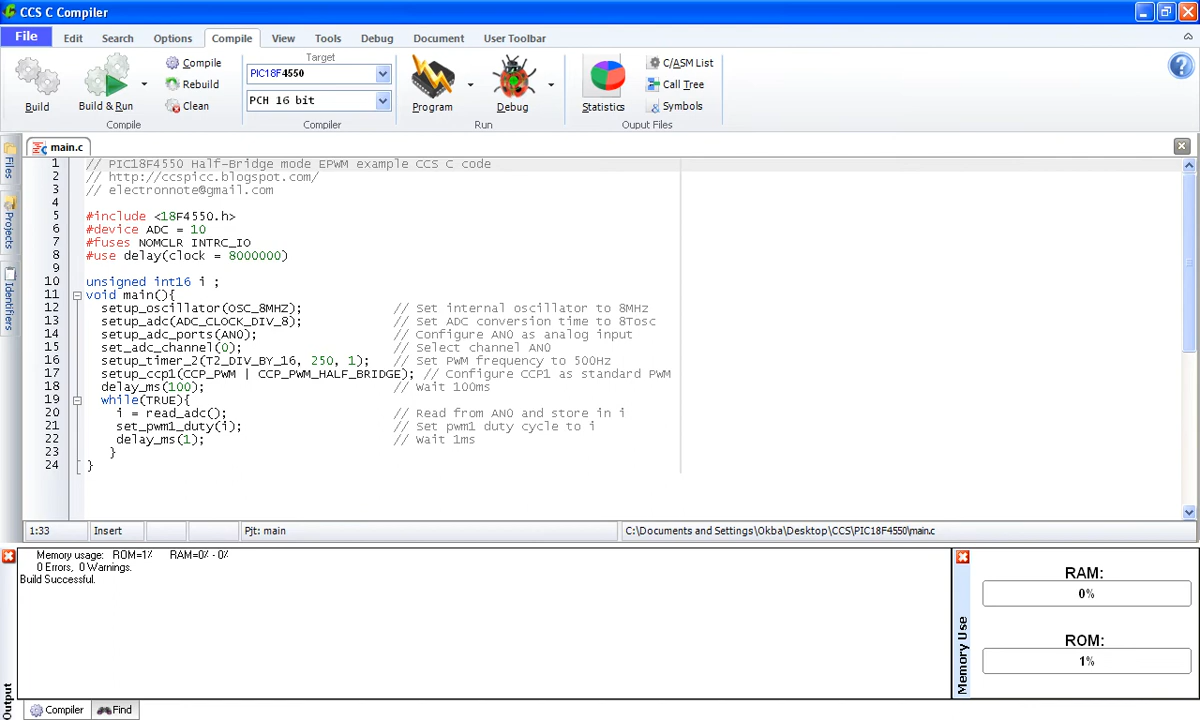 CCS C Compiler
File Edit Search Options Compile View Tools Debug Document User Toolbar
Build
Build & Run
Compile
Rebuild
Clean
Compile
Target
PIC18F4550
PCH 16 bit
Compiler
Program
Debug
Run
Statistics
C/ASM List
Call Tree
Symbols
Ouput Files
Files
Projects
Identifiers
main.c
1 // PIC18F4550 Half-Bridge mode EPWM example CCS C code
2 // http://ccspicc.blogspot.com/
3 // electronnote@gmail.com
4
5 #include <18F4550.h>
6 #device ADC = 10
7 #fuses NOMCLR INTRC_IO
8 #use delay(clock = 8000000)
9
10 unsigned int16 i ;
11 void main(){
12 setup_oscillator(OSC_8MHZ); // Set internal oscillator to 8MHz
13 setup_adc(ADC_CLOCK_DIV_8); // Set ADC conversion time to 8Tosc
14 setup_adc_ports(AN0); // Configure AN0 as analog input
15 set_adc_channel(0); // Select channel AN0
16 setup_timer_2(T2_DIV_BY_16, 250, 1); // Set PWM frequency to 500Hz
17 setup_ccp1(CCP_PWM | CCP_PWM_HALF_BRIDGE); // Configure CCP1 as standard PWM
18 delay_ms(100); // Wait 100ms
19 while(TRUE){
20 i = read_adc(); // Read from AN0 and store in i
21 set_pwm1_duty(i); // Set pwm1 duty cycle to i
22 delay_ms(1); // Wait 1ms
23 }
24 }
1:33 Insert Pjt: main C:\Documents and Settings\Okba\Desktop\CCS\PIC18F4550\main.c
Memory usage: ROM=1% RAM=0% - 0%
0 Errors, 0 Warnings.
Build Successful.
Output
Compiler Find
Memory Use
RAM:
0%
ROM:
1%